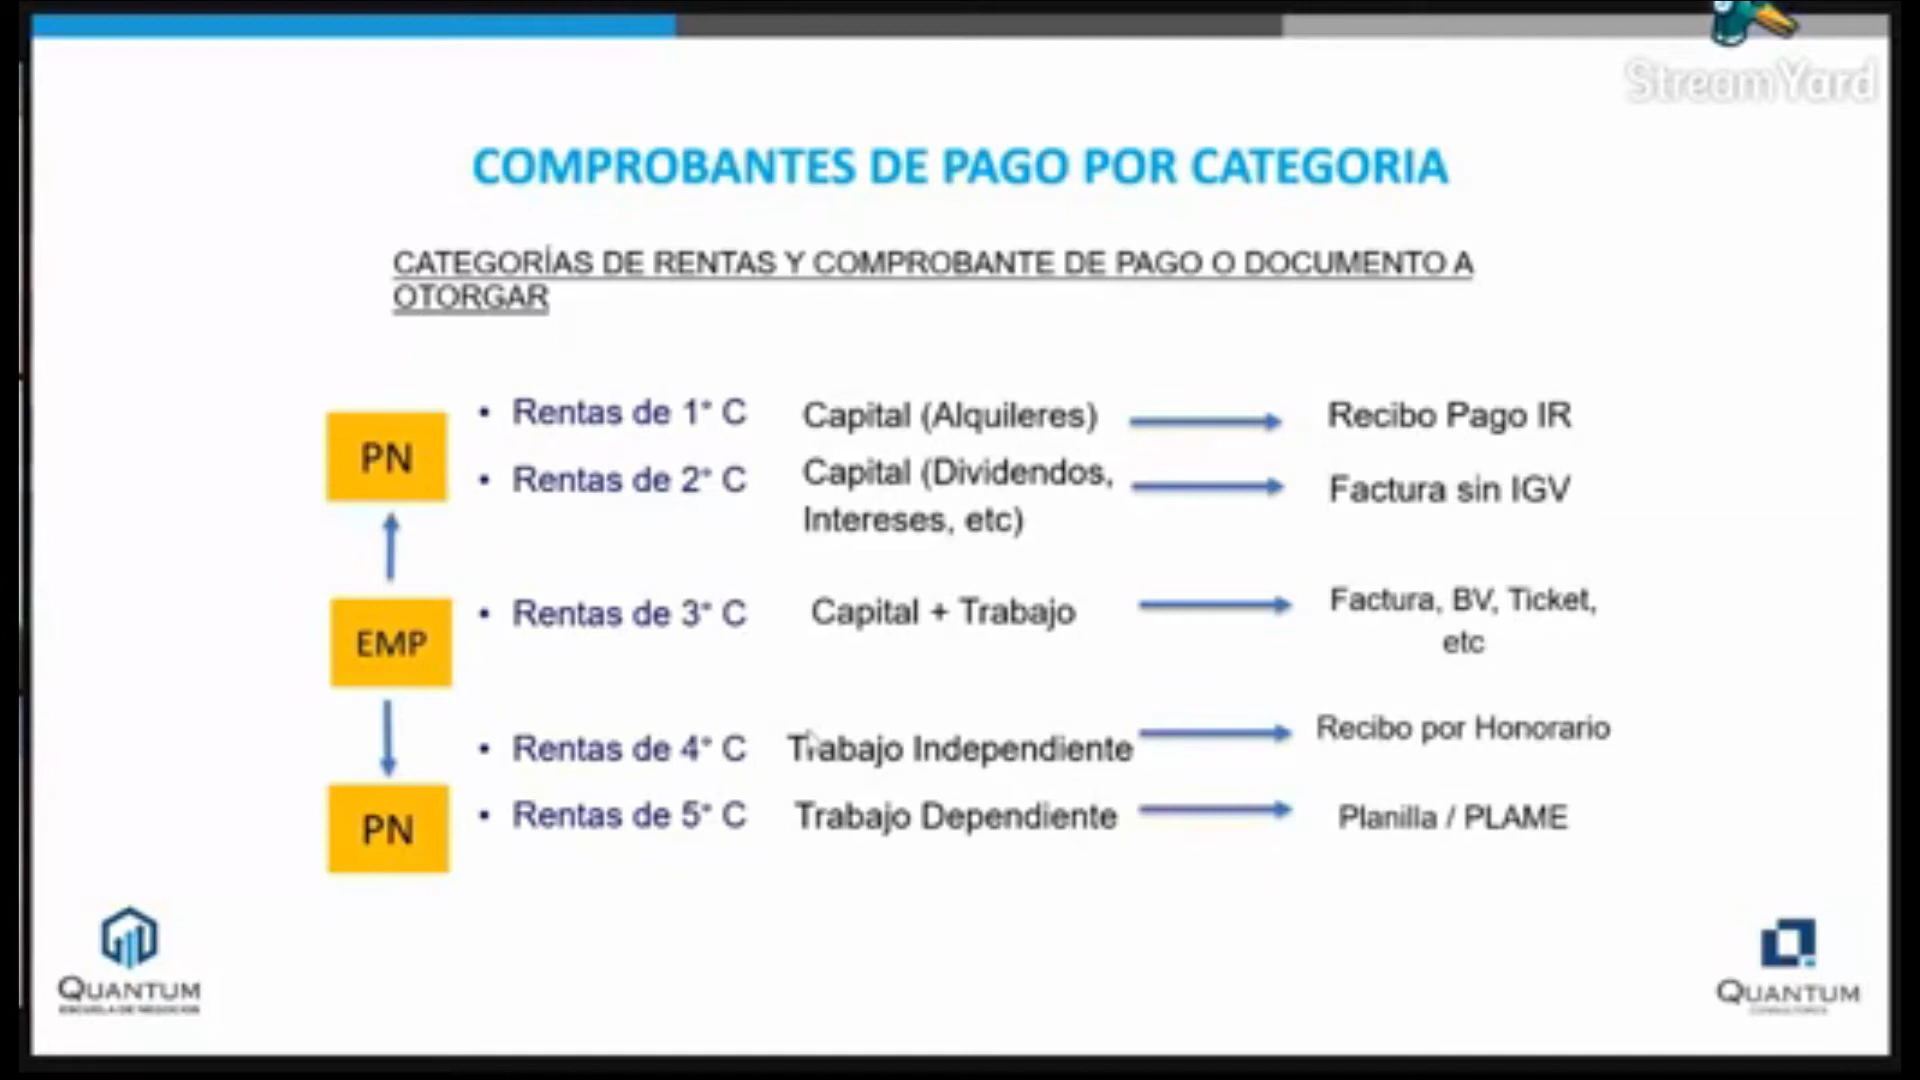 StreamYard
COMPROBANTES DE PAGO POR CATEGORIA
CATEGORÍAS DE RENTAS Y COMPROBANTE DE PAGO O DOCUMENTO A
OTORGAR
PN
• Rentas de 1° C Capital (Alquileres) Recibo Pago IR
• Rentas de 2° C Capital (Dividendos,
Intereses, etc) Factura sin IGV
EMP
• Rentas de 3° C Capital + Trabajo Factura, BV, Ticket,
etc
• Rentas de 4° C Trabajo Independiente Recibo por Honorario
PN
• Rentas de 5° C Trabajo Dependiente Planilla / PLAME
QUANTUM
ESCUELA DE NEGOCIOS
QUANTUM